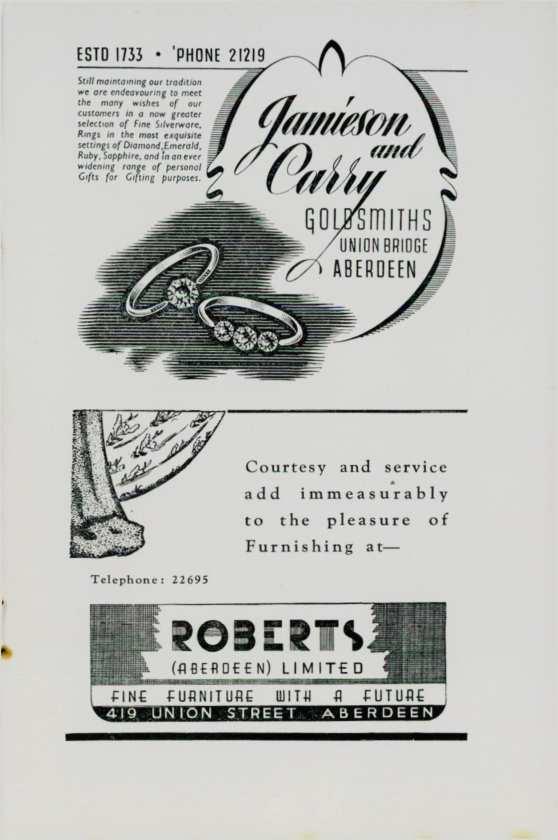 ESTD 1733 • 'PHONE 21219
Still maintaining our tradition
we are endeavouring to meet
the many wishes of our
customers in a now greater
selection of Fine Silverware,
Rings in the most exquisite
settings of Diamond, Emerald,
Ruby, Sapphire, and in an ever
widening range of personal
Gifts for Gifting purposes.
Jamieson
and
Carry
GOLDSMITHS
UNION BRIDGE
ABERDEEN
Courtesy and service
add immeasurably
to the pleasure of
Furnishing at—
Telephone: 22695
ROBERTS
(ABERDEEN) LIMITED
FINE FURNITURE WITH A FUTURE
419 UNION STREET ABERDEEN